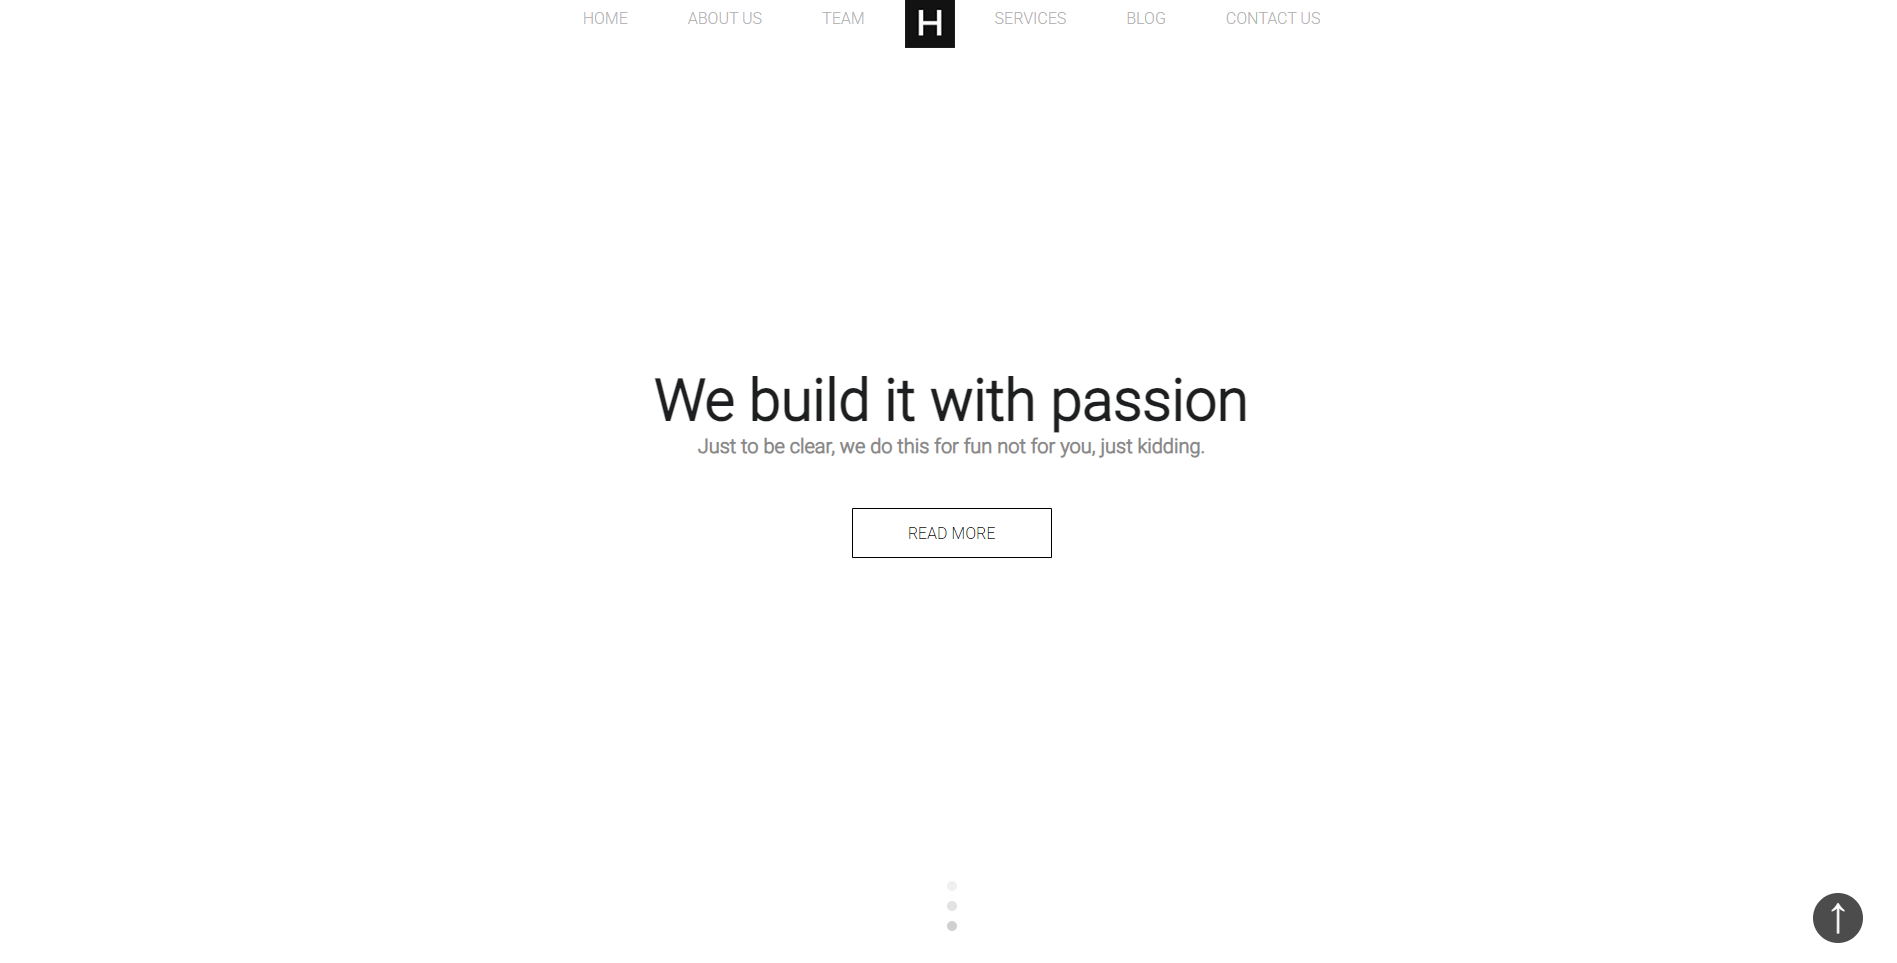 HOME ABOUT US TEAM H SERVICES BLOG CONTACT US
We build it with passion
Just to be clear, we do this for fun not for you, just kidding.
READ MORE